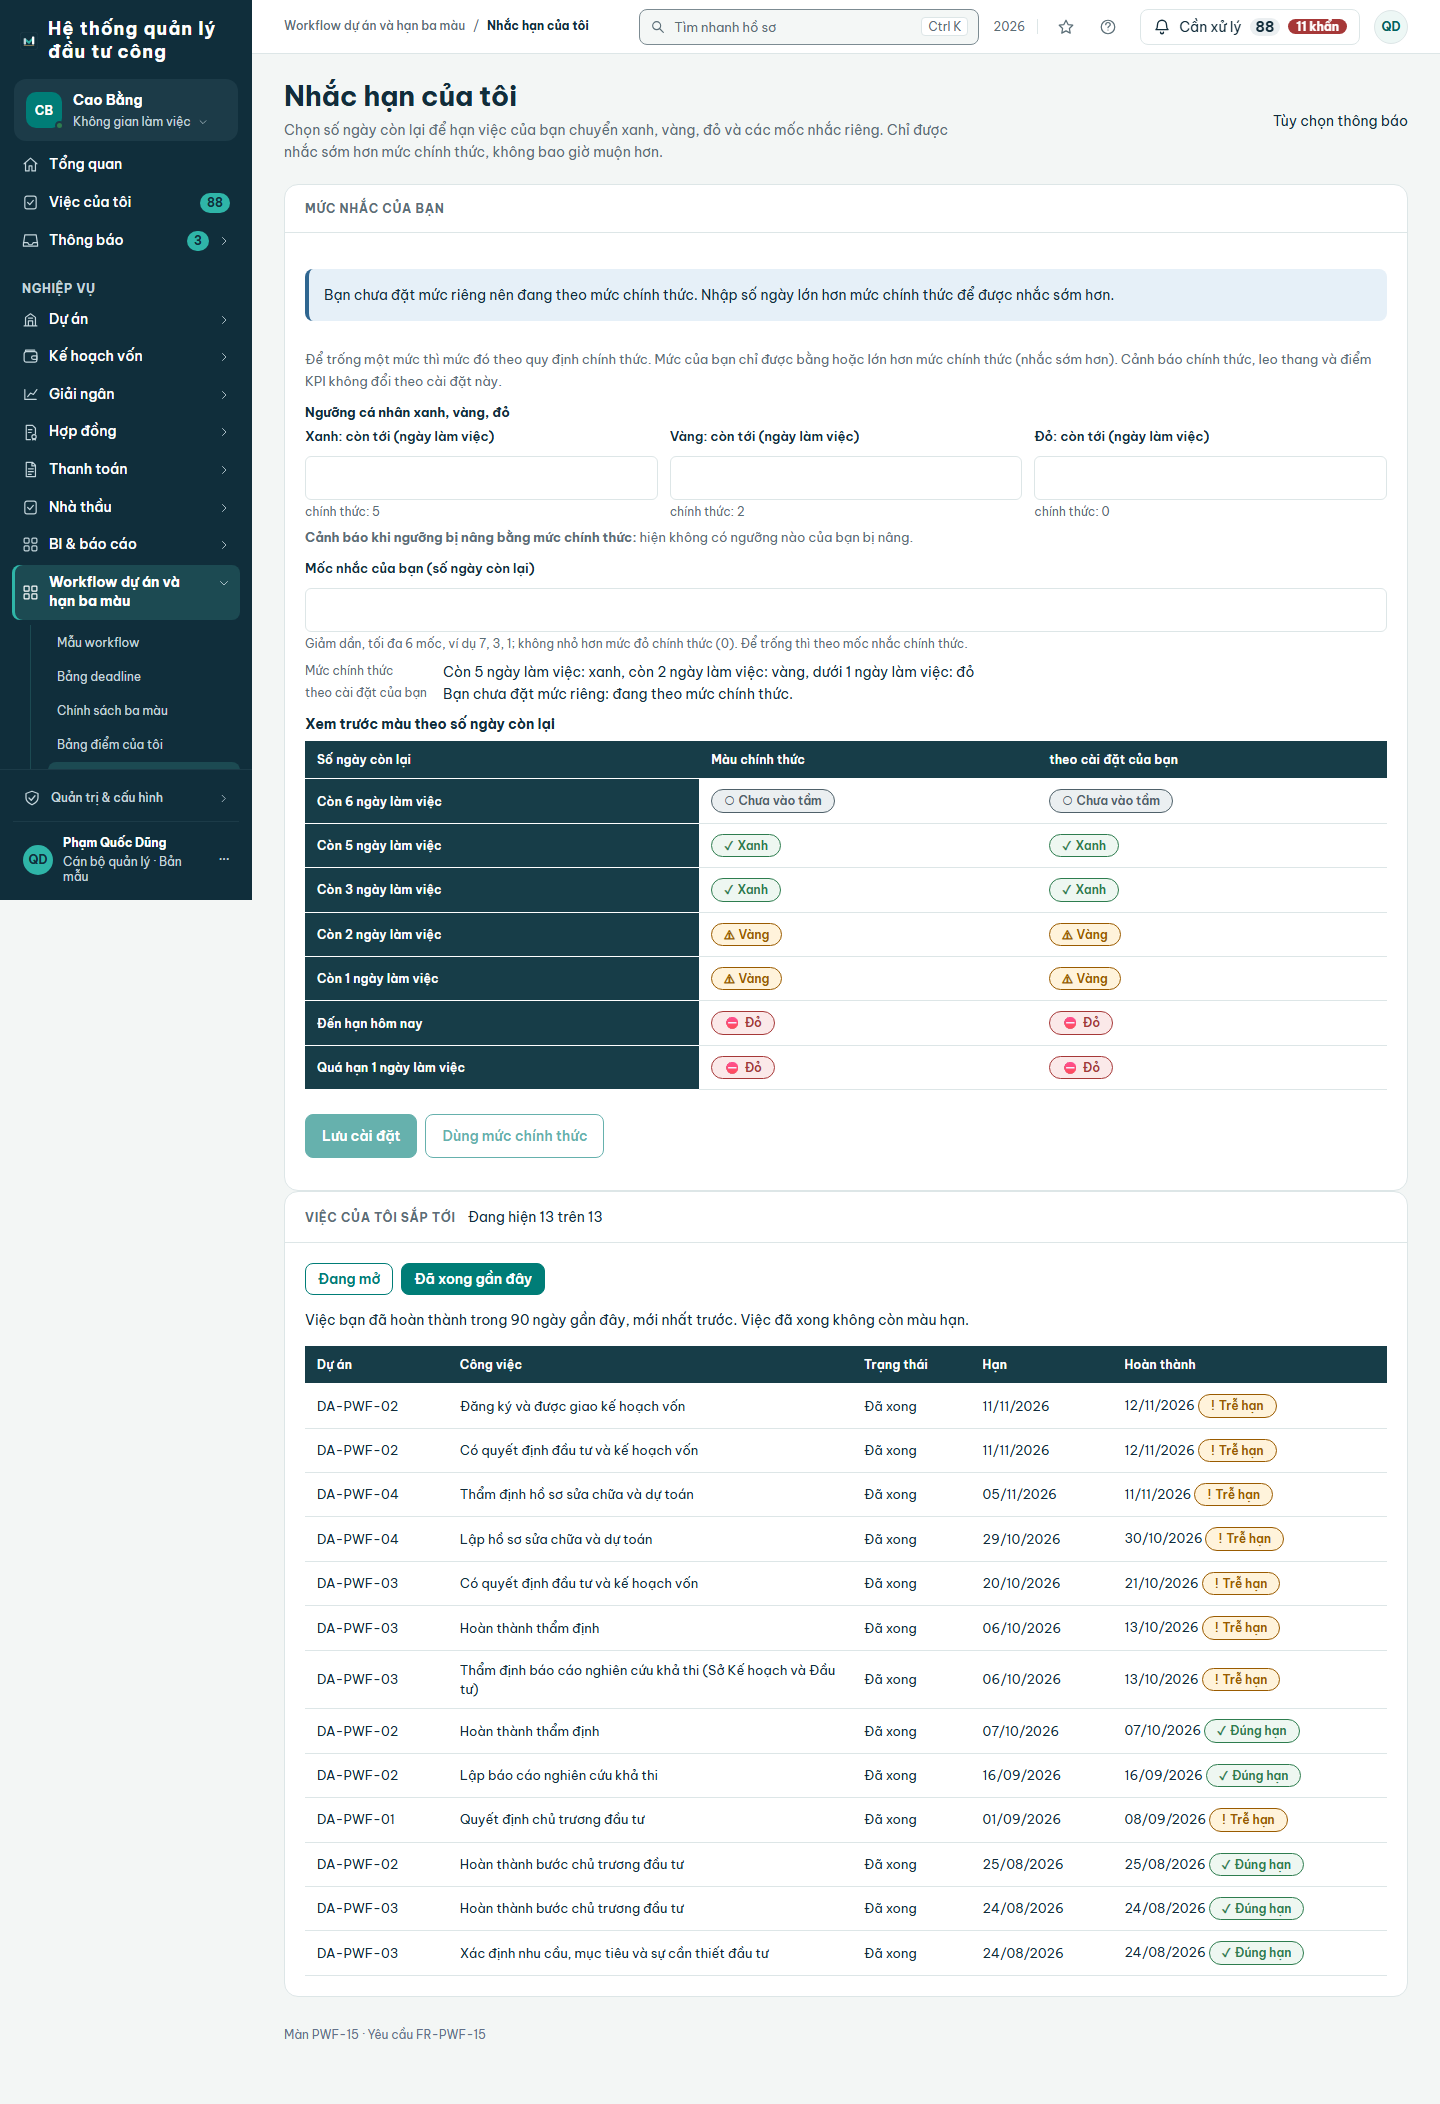 Hệ thống quản lý
đầu tư công
CB
Cao Bằng
Không gian làm việc
Tổng quan
Việc của tôi 88
Thông báo 3
NGHIỆP VỤ
Dự án
Kế hoạch vốn
Giải ngân
Hợp đồng
Thanh toán
Nhà thầu
BI & báo cáo
Workflow dự án và
hạn ba màu
Mẫu workflow
Bảng deadline
Chính sách ba màu
Bảng điểm của tôi
Quản trị & cấu hình
QD
Phạm Quốc Dũng
Cán bộ quản lý · Bản
mẫu
Workflow dự án và hạn ba màu / Nhắc hạn của tôi
Tìm nhanh hồ sơ Ctrl K
2026
Cần xử lý 88 11 khẩn
QD
Nhắc hạn của tôi
Chọn số ngày còn lại để hạn việc của bạn chuyển xanh, vàng, đỏ và các mốc nhắc riêng. Chỉ được
nhắc sớm hơn mức chính thức, không bao giờ muộn hơn.
Tùy chọn thông báo
MỨC NHẮC CỦA BẠN
Bạn chưa đặt mức riêng nên đang theo mức chính thức. Nhập số ngày lớn hơn mức chính thức để được nhắc sớm hơn.
Để trống một mức thì mức đó theo quy định chính thức. Mức của bạn chỉ được bằng hoặc lớn hơn mức chính thức (nhắc sớm hơn). Cảnh báo chính thức, leo thang và điểm
KPI không đổi theo cài đặt này.
Ngưỡng cá nhân xanh, vàng, đỏ
Xanh: còn tới (ngày làm việc) Vàng: còn tới (ngày làm việc) Đỏ: còn tới (ngày làm việc)
chính thức: 5 chính thức: 2 chính thức: 0
Cảnh báo khi ngưỡng bị nâng bằng mức chính thức: hiện không có ngưỡng nào của bạn bị nâng.
Mốc nhắc của bạn (số ngày còn lại)
Giảm dần, tối đa 6 mốc, ví dụ 7, 3, 1; không nhỏ hơn mức đỏ chính thức (0). Để trống thì theo mốc nhắc chính thức.
Mức chính thức Còn 5 ngày làm việc: xanh, còn 2 ngày làm việc: vàng, dưới 1 ngày làm việc: đỏ
theo cài đặt của bạn Bạn chưa đặt mức riêng: đang theo mức chính thức.
Xem trước màu theo số ngày còn lại
Số ngày còn lại Màu chính thức theo cài đặt của bạn
Còn 6 ngày làm việc ○ Chưa vào tầm ○ Chưa vào tầm
Còn 5 ngày làm việc ✓ Xanh ✓ Xanh
Còn 3 ngày làm việc ✓ Xanh ✓ Xanh
Còn 2 ngày làm việc ⚠ Vàng ⚠ Vàng
Còn 1 ngày làm việc ⚠ Vàng ⚠ Vàng
Đến hạn hôm nay ⛔ Đỏ ⛔ Đỏ
Quá hạn 1 ngày làm việc ⛔ Đỏ ⛔ Đỏ
Lưu cài đặt Dùng mức chính thức
VIỆC CỦA TÔI SẮP TỚI Đang hiện 13 trên 13
Đang mở Đã xong gần đây
Việc bạn đã hoàn thành trong 90 ngày gần đây, mới nhất trước. Việc đã xong không còn màu hạn.
Dự án Công việc Trạng thái Hạn Hoàn thành
DA-PWF-02 Đăng ký và được giao kế hoạch vốn Đã xong 11/11/2026 12/11/2026 ! Trễ hạn
DA-PWF-02 Có quyết định đầu tư và kế hoạch vốn Đã xong 11/11/2026 12/11/2026 ! Trễ hạn
DA-PWF-04 Thẩm định hồ sơ sửa chữa và dự toán Đã xong 05/11/2026 11/11/2026 ! Trễ hạn
DA-PWF-04 Lập hồ sơ sửa chữa và dự toán Đã xong 29/10/2026 30/10/2026 ! Trễ hạn
DA-PWF-03 Có quyết định đầu tư và kế hoạch vốn Đã xong 20/10/2026 21/10/2026 ! Trễ hạn
DA-PWF-03 Hoàn thành thẩm định Đã xong 06/10/2026 13/10/2026 ! Trễ hạn
DA-PWF-03 Thẩm định báo cáo nghiên cứu khả thi (Sở Kế hoạch và Đầu
tư) Đã xong 06/10/2026 13/10/2026 ! Trễ hạn
DA-PWF-02 Hoàn thành thẩm định Đã xong 07/10/2026 07/10/2026 ✓ Đúng hạn
DA-PWF-02 Lập báo cáo nghiên cứu khả thi Đã xong 16/09/2026 16/09/2026 ✓ Đúng hạn
DA-PWF-01 Quyết định chủ trương đầu tư Đã xong 01/09/2026 08/09/2026 ! Trễ hạn
DA-PWF-02 Hoàn thành bước chủ trương đầu tư Đã xong 25/08/2026 25/08/2026 ✓ Đúng hạn
DA-PWF-03 Hoàn thành bước chủ trương đầu tư Đã xong 24/08/2026 24/08/2026 ✓ Đúng hạn
DA-PWF-03 Xác định nhu cầu, mục tiêu và sự cần thiết đầu tư Đã xong 24/08/2026 24/08/2026 ✓ Đúng hạn
Màn PWF-15 · Yêu cầu FR-PWF-15